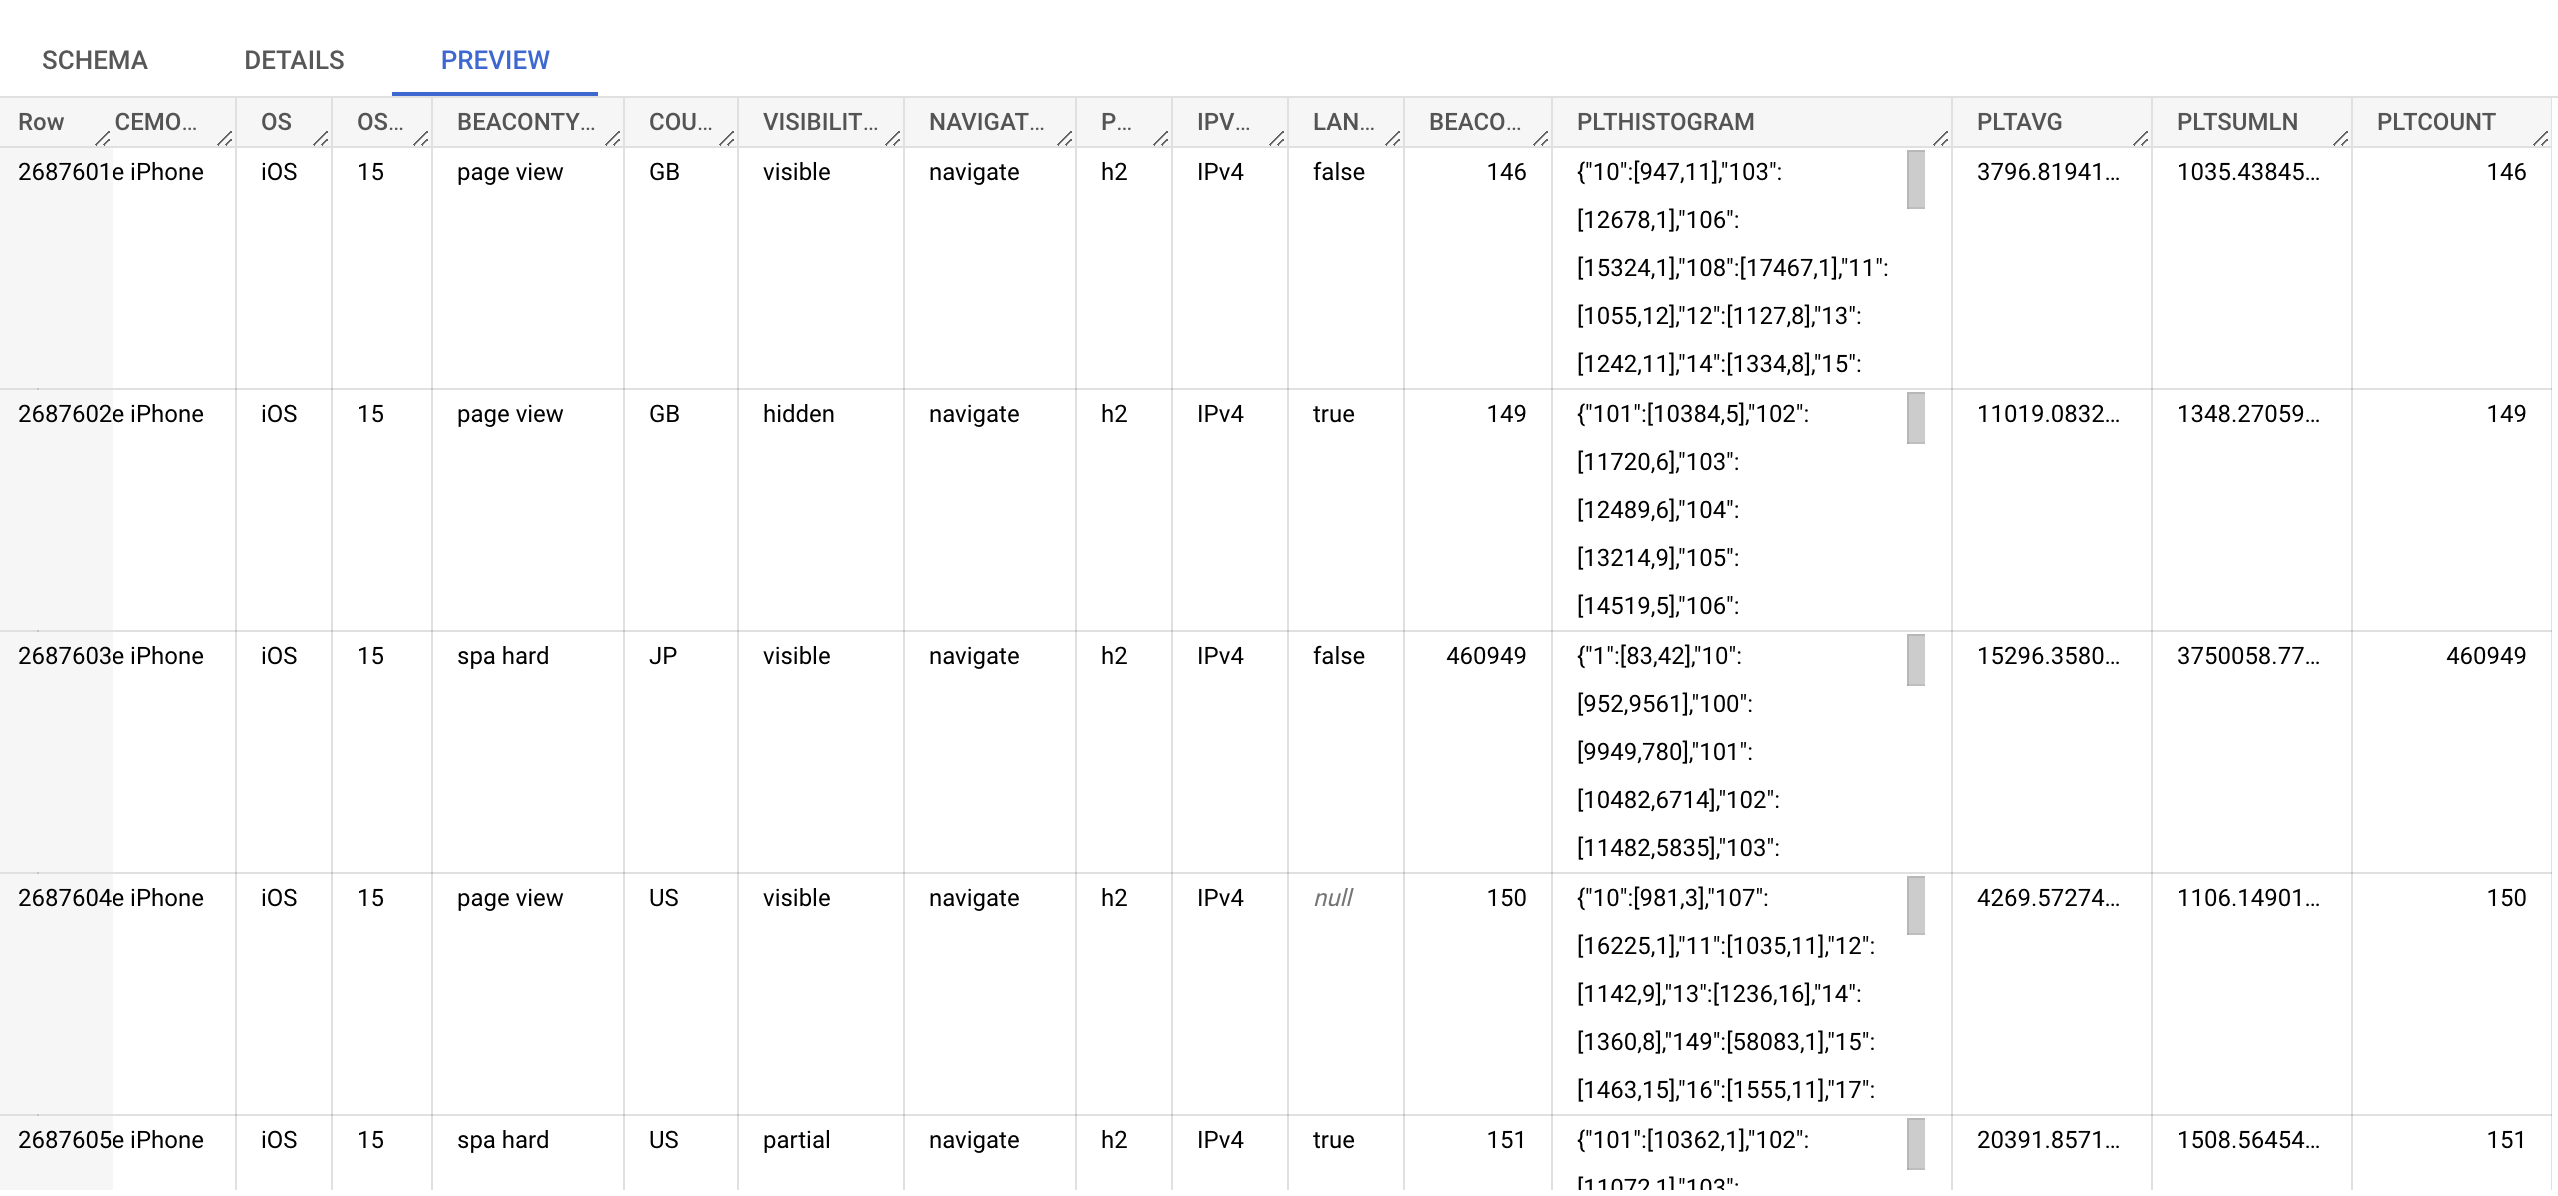 SCHEMA DETAILS PREVIEW
Row CEMO... OS OS... BEACONTY... COU... VISIBILIT... NAVIGAT... P... IPV... LAN... BEACO... PLTHISTOGRAM PLTAVG PLTSUMLN PLTCOUNT
2687601e iPhone iOS 15 page view GB visible navigate h2 IPv4 false 146 {"10":[947,11],"103": 3796.81941... 1035.43845... 146
[12678,1],"106":
[15324,1],"108":[17467,1],"11":
[1055,12],"12":[1127,8],"13":
[1242,11],"14":[1334,8],"15":
2687602e iPhone iOS 15 page view GB hidden navigate h2 IPv4 true 149 {"101":[10384,5],"102": 11019.0832... 1348.27059... 149
[11720,6],"103":
[12489,6],"104":
[13214,9],"105":
[14519,5],"106":
2687603e iPhone iOS 15 spa hard JP visible navigate h2 IPv4 false 460949 {"1":[83,42],"10": 15296.3580... 3750058.77... 460949
[952,9561],"100":
[9949,780],"101":
[10482,6714],"102":
[11482,5835],"103":
2687604e iPhone iOS 15 page view US visible navigate h2 IPv4 null 150 {"10":[981,3],"107": 4269.57274... 1106.14901... 150
[16225,1],"11":[1035,11],"12":
[1142,9],"13":[1236,16],"14":
[1360,8],"149":[58083,1],"15":
[1463,15],"16":[1555,11],"17":
2687605e iPhone iOS 15 spa hard US partial navigate h2 IPv4 true 151 {"101":[10362,1],"102": 20391.8571... 1508.56454... 151
[11072,1],"103":